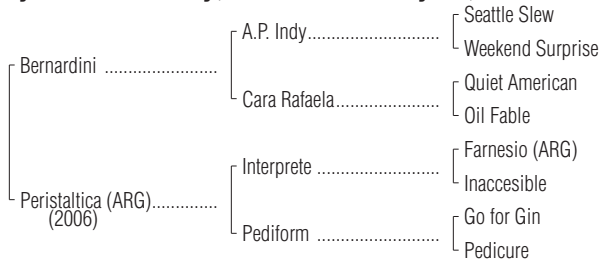 Seattle Slew
A.P. Indy
Weekend Surprise
Bernardini
Quiet American
Cara Rafaela
Oil Fable
Farnesio (ARG)
Interprete
Inaccesible
Peristaltica (ARG)
(2006)
Go for Gin
Pediform
Pedicure